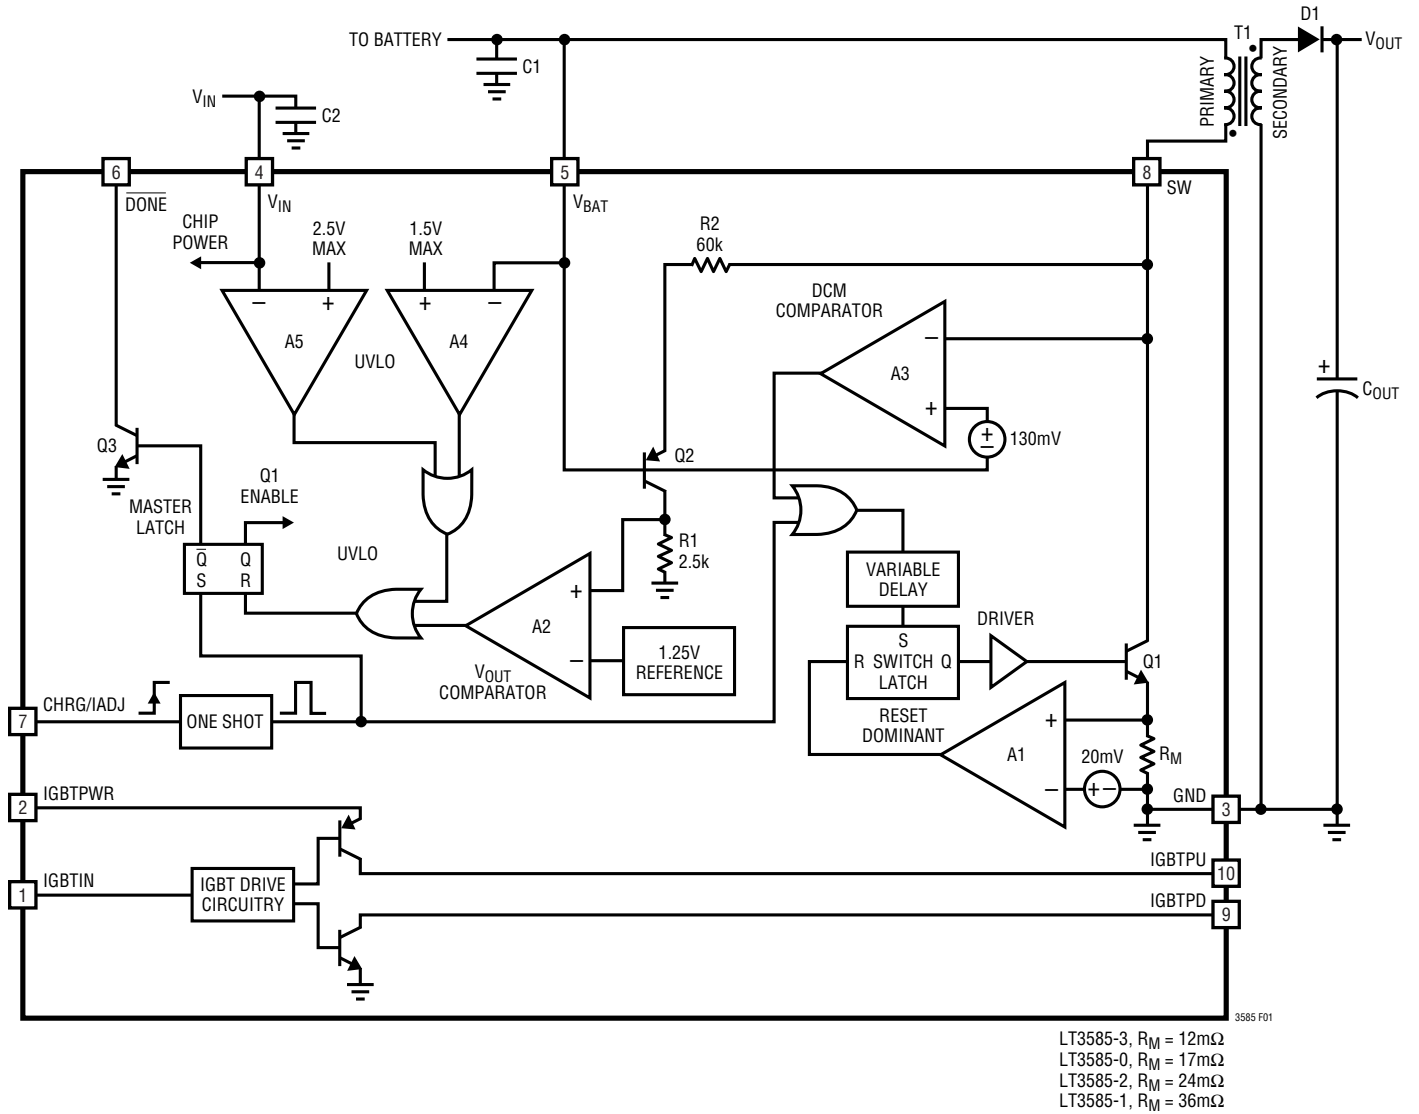 D1
TO BATTERY
T1
VOUT
C1
PRIMARY
SECONDARY
VIN
C2
6
4
5
8
DONE
VIN
VBAT
SW
CHIP
POWER
2.5V
MAX
1.5V
MAX
R2
60k
DCM
COMPARATOR
− +
+ −
A5
UVLO
A4
−
A3
+
+
−
130mV
+
COUT
Q3
Q2
Q1
ENABLE
MASTER
LATCH
Q Q
S R
UVLO
R1
2.5k
VARIABLE
DELAY
+
A2
−
1.25V
REFERENCE
VOUT
COMPARATOR
DRIVER
S
R SWITCH Q
LATCH
Q1
RESET
DOMINANT
7
CHRG/IADJ
ONE SHOT
+
A1
−
20mV
+ −
RM
2
IGBTPWR
GND
3
1
IGBTIN
IGBT DRIVE
CIRCUITRY
IGBTPU
10
IGBTPD
9
3585 F01
LT3585-3, RM = 12mΩ
LT3585-0, RM = 17mΩ
LT3585-2, RM = 24mΩ
LT3585-1, RM = 36mΩ